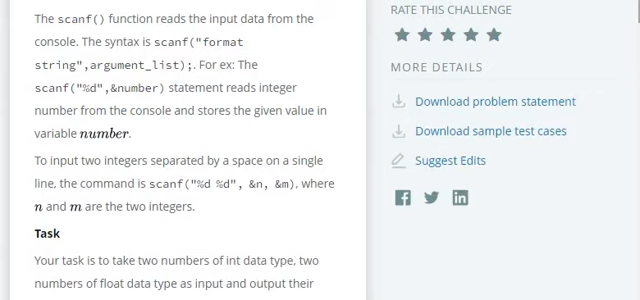 The scanf() function reads the input data from the
console. The syntax is scanf("format
string",argument_list);. For ex: The
scanf("%d",&number) statement reads integer
number from the console and stores the given value in
variable number.
To input two integers separated by a space on a single
line, the command is scanf("%d %d", &n, &m), where
n and m are the two integers.
Task
Your task is to take two numbers of int data type, two
numbers of float data type as input and output their
RATE THIS CHALLENGE
MORE DETAILS
Download problem statement
Download sample test cases
Suggest Edits